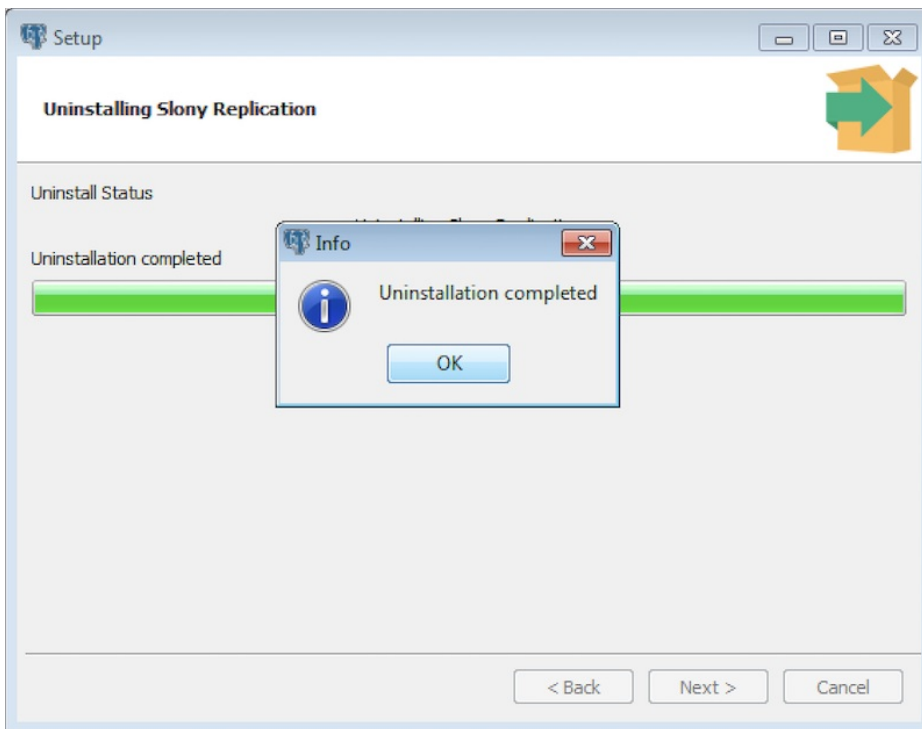 Setup
Uninstalling Slony Replication
Uninstall Status
Uninstallation completed
Info
Uninstallation completed
OK
< Back
Next >
Cancel